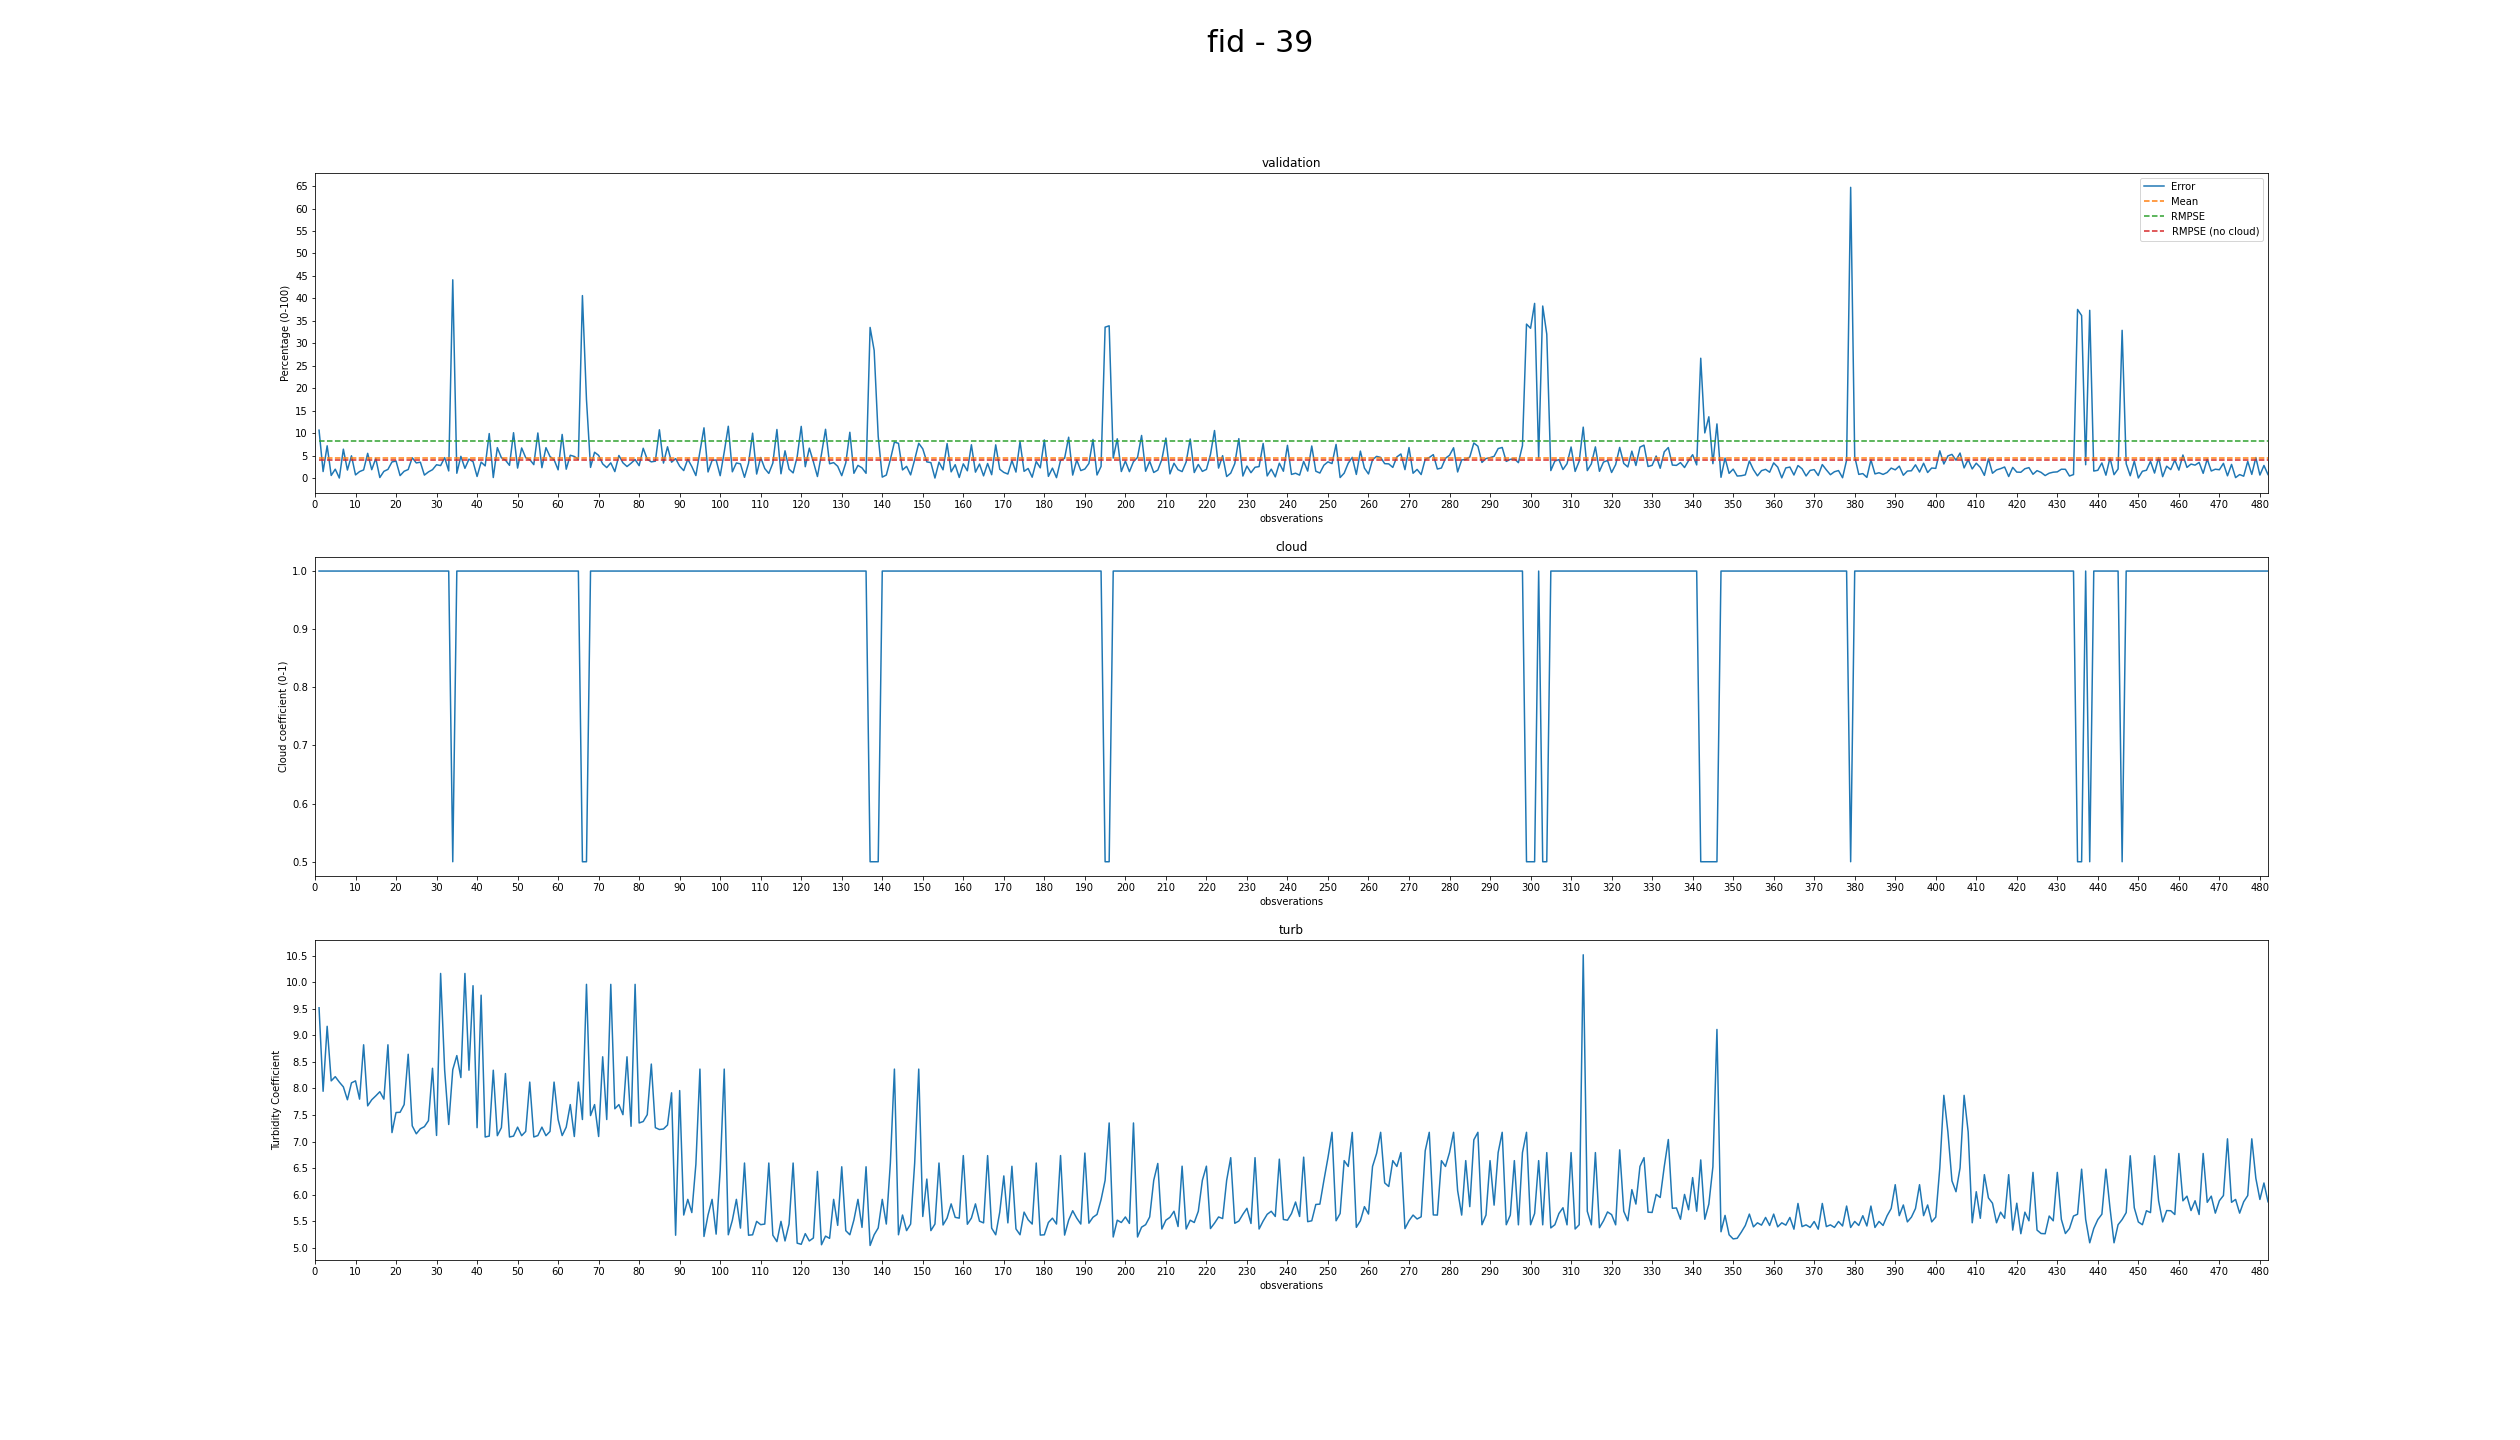 fid - 39
validation
65
60
55
50
45
40
35
30
25
20
15
10
5
0
Percentage (0-100)
Error
Mean
RMPSE
RMPSE (no cloud)
0 10 20 30 40 50 60 70 80 90 100 110 120 130 140 150 160 170 180 190 200 210 220 230 240 250 260 270 280 290 300 310 320 330 340 350 360 370 380 390 400 410 420 430 440 450 460 470 480
obsverations
cloud
1.0
0.9
0.8
0.7
0.6
0.5
Cloud coefficient (0-1)
0 10 20 30 40 50 60 70 80 90 100 110 120 130 140 150 160 170 180 190 200 210 220 230 240 250 260 270 280 290 300 310 320 330 340 350 360 370 380 390 400 410 420 430 440 450 460 470 480
obsverations
turb
10.5
10.0
9.5
9.0
8.5
8.0
7.5
7.0
6.5
6.0
5.5
5.0
Turbidity Coefficient
0 10 20 30 40 50 60 70 80 90 100 110 120 130 140 150 160 170 180 190 200 210 220 230 240 250 260 270 280 290 300 310 320 330 340 350 360 370 380 390 400 410 420 430 440 450 460 470 480
obsverations